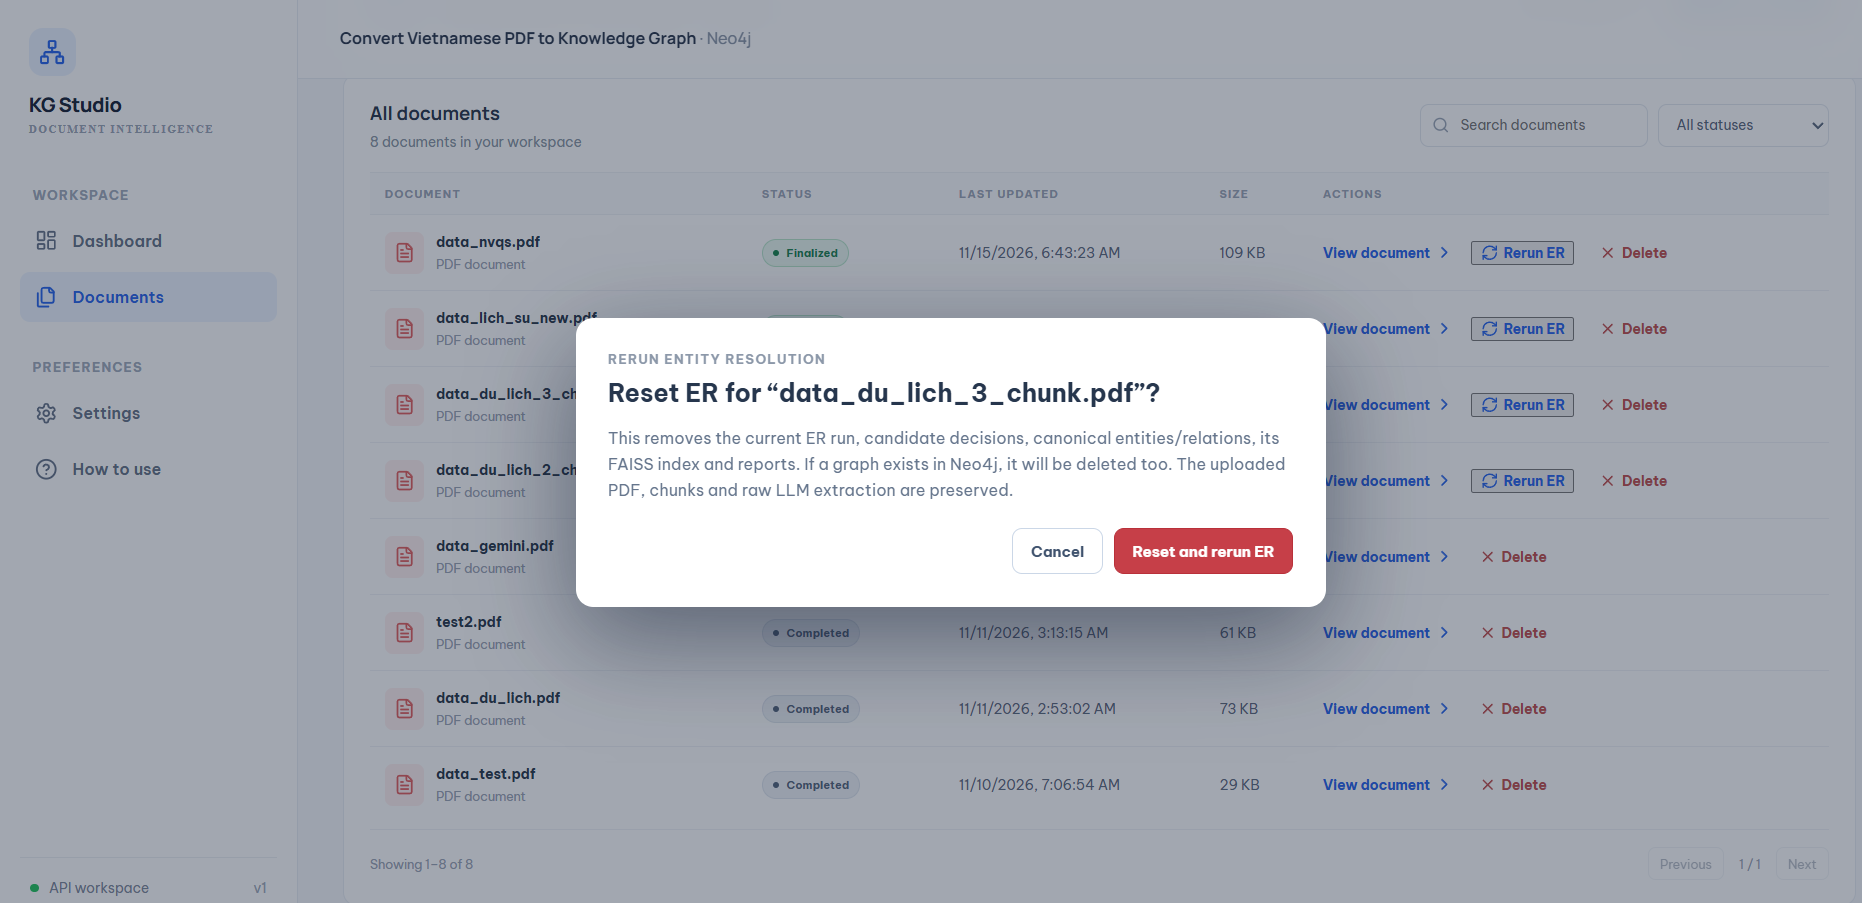 KG Studio
DOCUMENT INTELLIGENCE
WORKSPACE
Dashboard
Documents
PREFERENCES
Settings
How to use
API workspace v1
Convert Vietnamese PDF to Knowledge Graph · Neo4j
All documents
8 documents in your workspace
Search documents
All statuses
DOCUMENT STATUS LAST UPDATED SIZE ACTIONS
data_nvqs.pdf
PDF document
Finalized 11/15/2026, 6:43:23 AM 109 KB View document Rerun ER Delete
data_lich_su_new.pdf
PDF document
View document Rerun ER Delete
data_du_lich_3_ch
PDF document
View document Rerun ER Delete
data_du_lich_2_ch
PDF document
View document Rerun ER Delete
data_gemini.pdf
PDF document
View document Delete
test2.pdf
PDF document
Completed 11/11/2026, 3:13:15 AM 61 KB View document Delete
data_du_lich.pdf
PDF document
Completed 11/11/2026, 2:53:02 AM 73 KB View document Delete
data_test.pdf
PDF document
Completed 11/10/2026, 7:06:54 AM 29 KB View document Delete
Showing 1–8 of 8
Previous 1 / 1 Next
RERUN ENTITY RESOLUTION
Reset ER for “data_du_lich_3_chunk.pdf”?
This removes the current ER run, candidate decisions, canonical entities/relations, its
FAISS index and reports. If a graph exists in Neo4j, it will be deleted too. The uploaded
PDF, chunks and raw LLM extraction are preserved.
Cancel
Reset and rerun ER